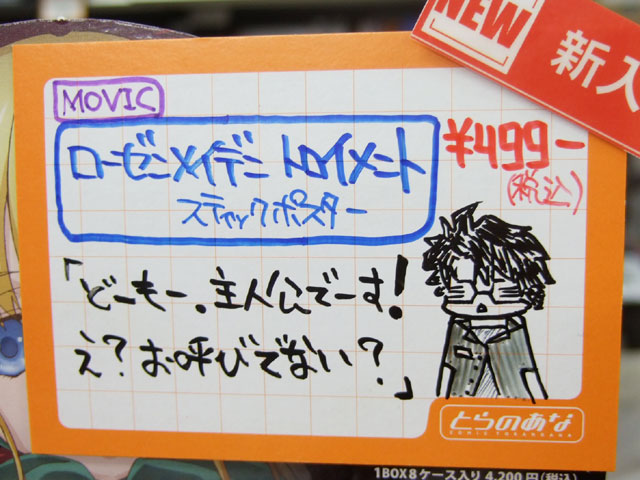 NEW
新入
MOVIC
ローゼンメイデン トロイメント
スティックポスター
¥499-
(税込)
「どーもー、主人公でーす!
え?お呼びでない?」
とらのあな
COMIC TORANOANA
1BOX8ケース入り 4,200円(税込)